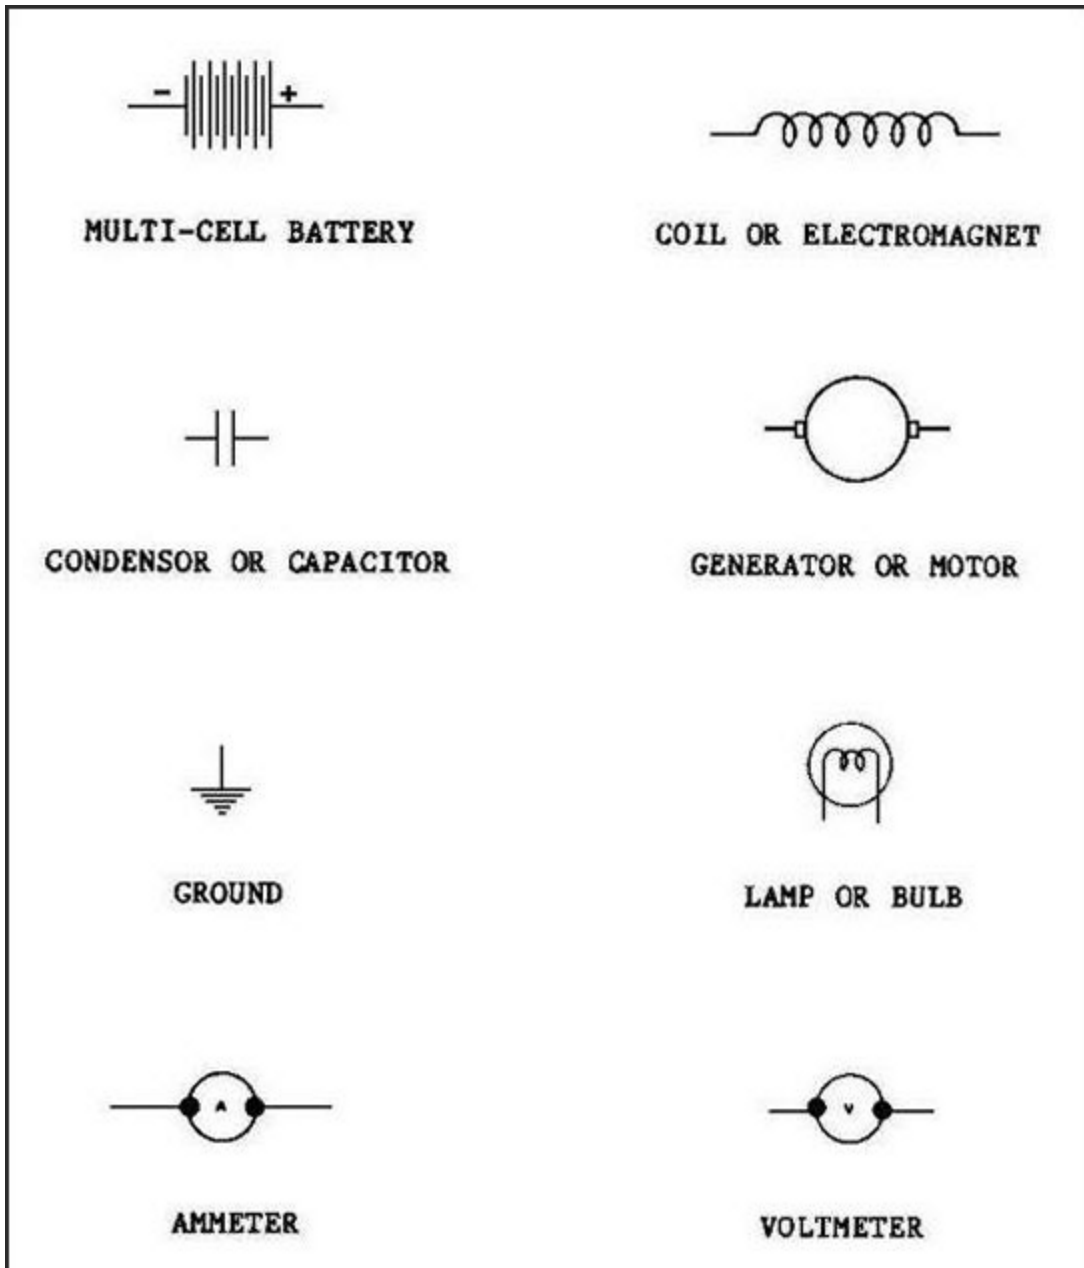 - +
MULTI-CELL BATTERY
COIL OR ELECTROMAGNET
CONDENSOR OR CAPACITOR
GENERATOR OR MOTOR
GROUND
LAMP OR BULB
A
V
AMMETER
VOLTMETER